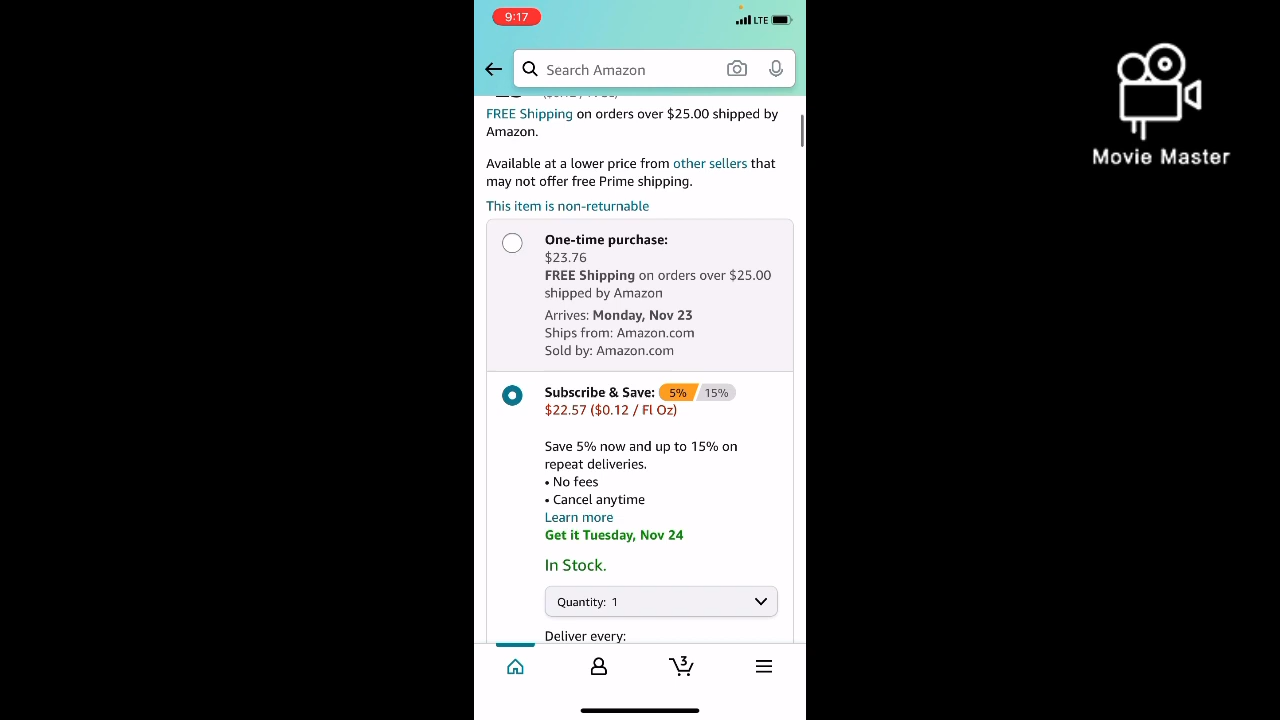 9:17
LTE
Search Amazon
FREE Shipping on orders over $25.00 shipped by
Amazon.
Available at a lower price from other sellers that
may not offer free Prime shipping.
This item is non-returnable
One-time purchase:
$23.76
FREE Shipping on orders over $25.00
shipped by Amazon
Arrives: Monday, Nov 23
Ships from: Amazon.com
Sold by: Amazon.com
Subscribe & Save: 5% 15%
$22.57 ($0.12 / Fl Oz)
Save 5% now and up to 15% on
repeat deliveries.
• No fees
• Cancel anytime
Learn more
Get it Tuesday, Nov 24
In Stock.
Quantity: 1
Deliver every:
3
Movie Master